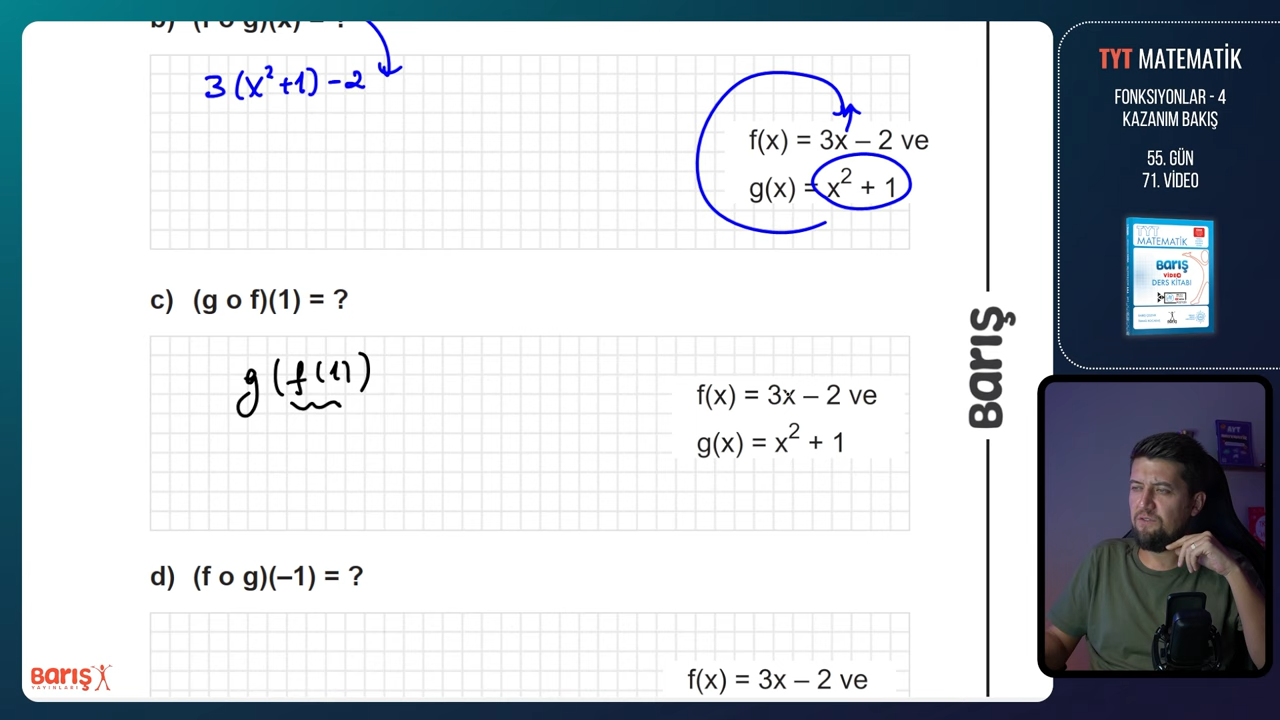 b) (f o g)(x) = ?
3(x²+1)-2
f(x) = 3x – 2 ve
g(x) = x² + 1
c) (g o f)(1) = ?
g(f(1))
f(x) = 3x – 2 ve
g(x) = x² + 1
d) (f o g)(–1) = ?
f(x) = 3x – 2 ve
BARIŞ
YAYINLARI
BARIŞ
TYT MATEMATİK
FONKSIYONLAR - 4
KAZANIM BAKIŞ
55. GÜN
71. VİDEO
TYT
MATEMATİK
BARIŞ
VİDEO
DERS KİTABI
AYT